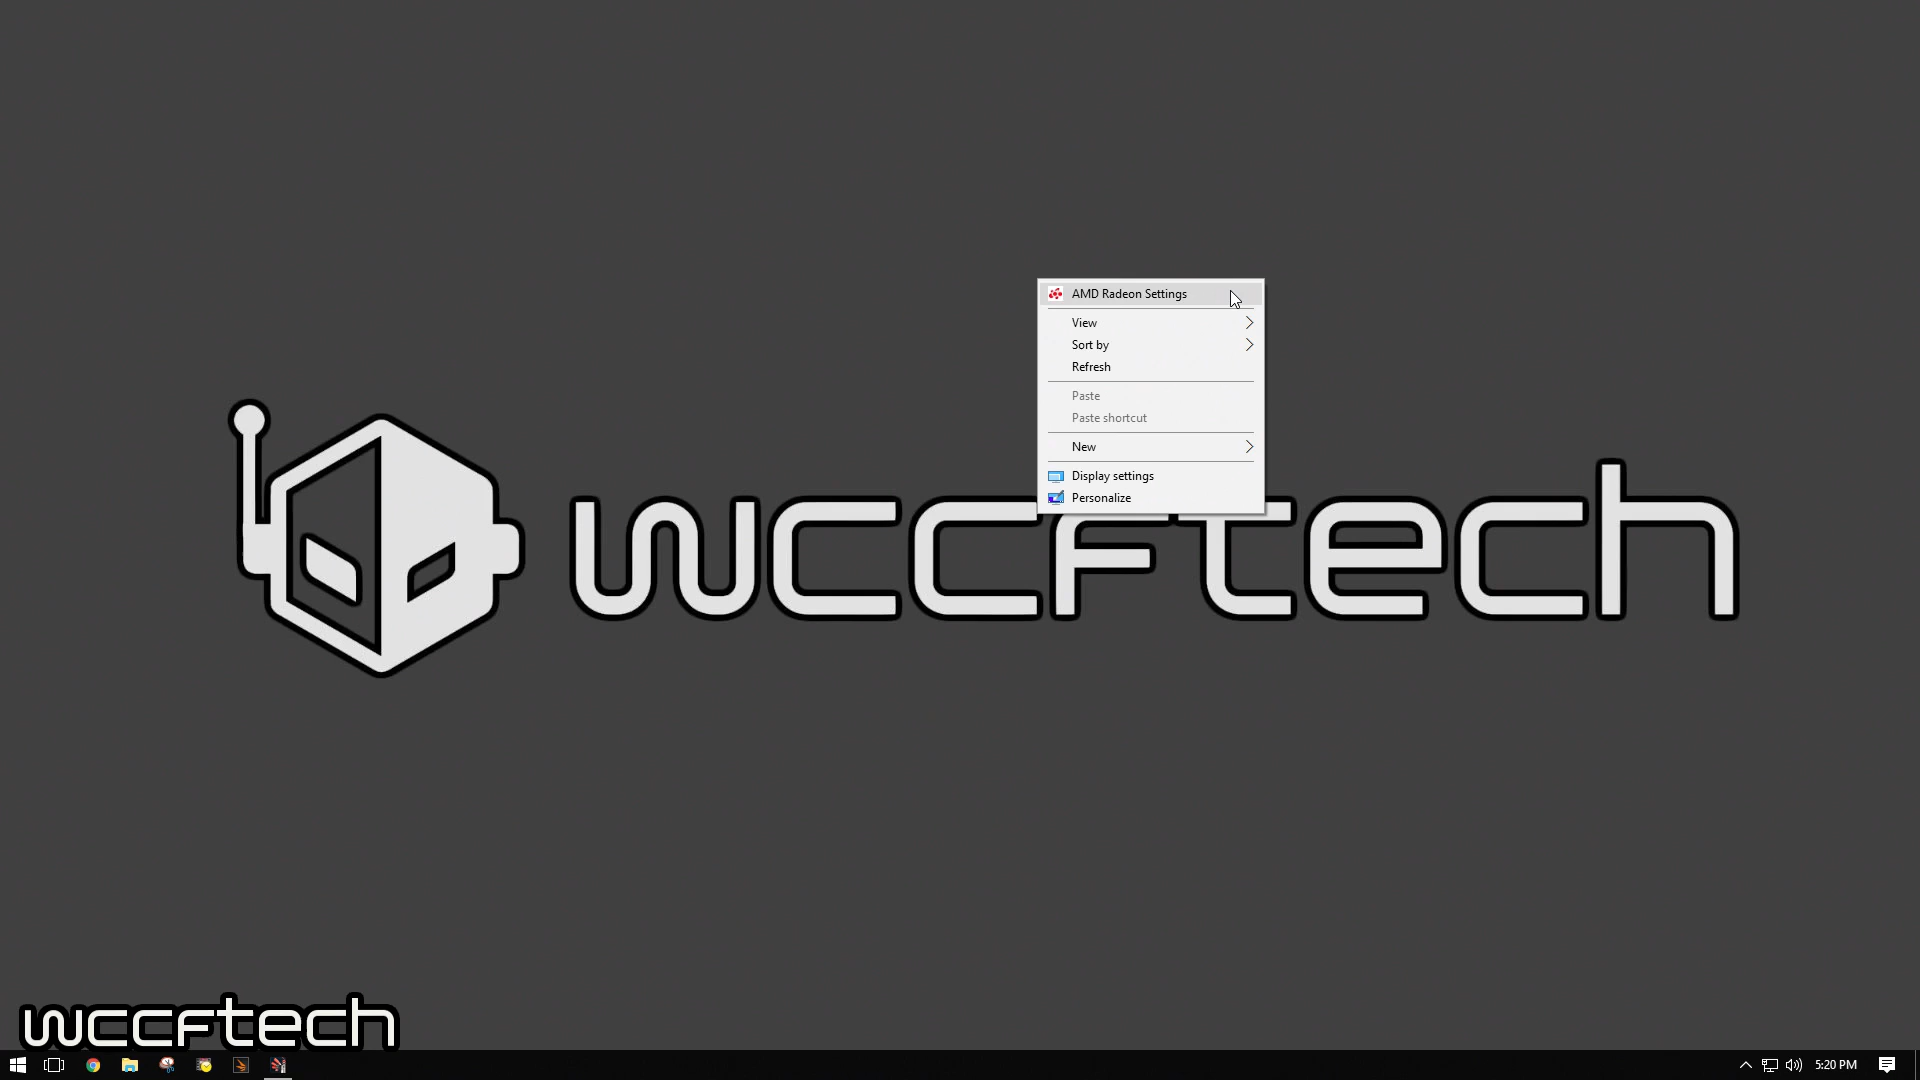 AMD Radeon Settings
View
Sort by
Refresh
Paste
Paste shortcut
New
Display settings
Personalize
wccftech
wccftech
5:20 PM